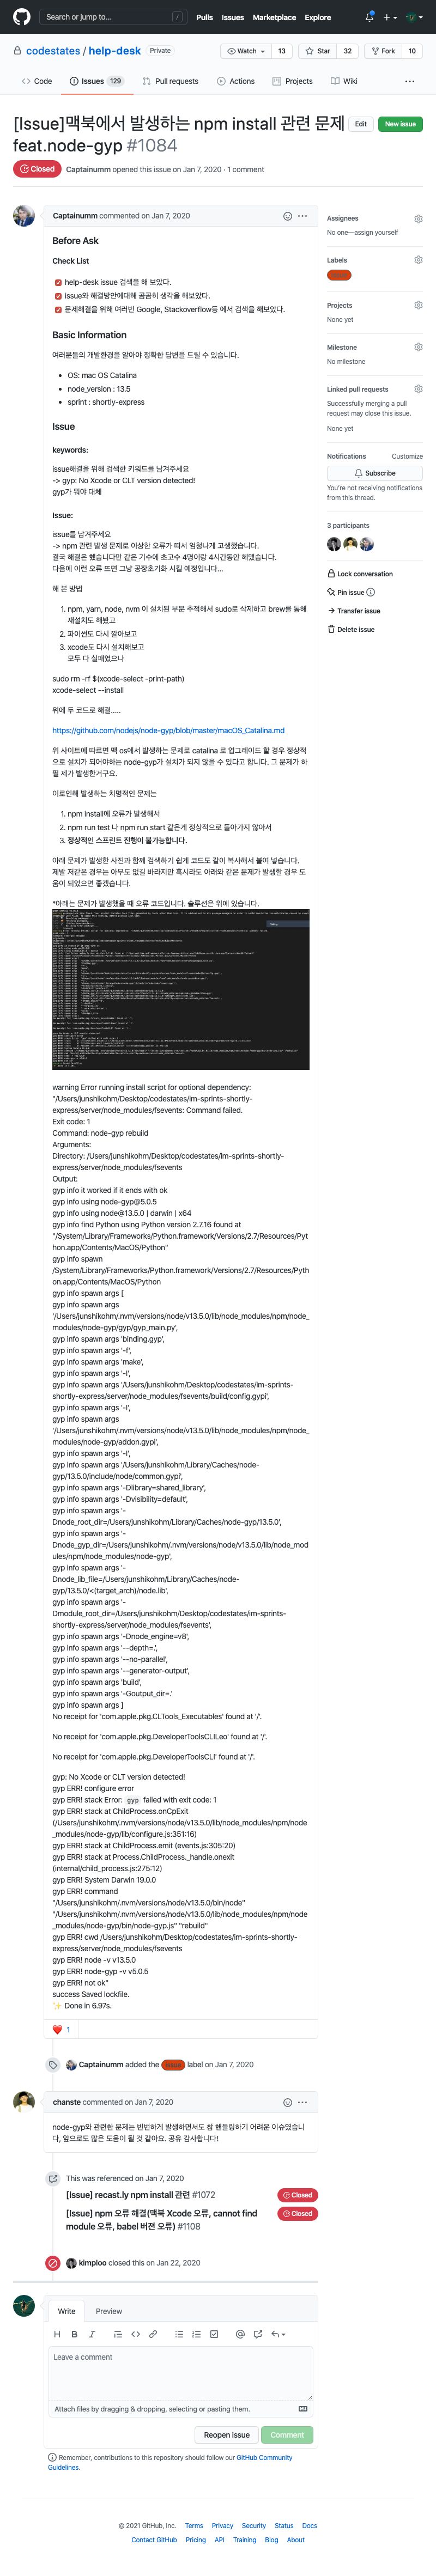 Search or jump to...
/
Pulls Issues Marketplace Explore
codestates / help-desk Private
Watch 13 Star 32 Fork 10
Code Issues 129 Pull requests Actions Projects Wiki
[Issue]맥북에서 발생하는 npm install 관련 문제
feat.node-gyp #1084
Edit New issue
Closed Captainumm opened this issue on Jan 7, 2020 · 1 comment
Captainumm commented on Jan 7, 2020
Before Ask
Check List
help-desk issue 검색을 해 보았다.
issue와 해결방안에대해 곰곰히 생각을 해보았다.
문제해결을 위해 여러번 Google, Stackoverflow등 에서 검색을 해보았다.
Basic Information
여러분들의 개발환경을 알아야 정확한 답변을 드릴 수 있습니다.
OS: mac OS Catalina
node_version : 13.5
sprint : shortly-express
Issue
keywords:
issue해결을 위해 검색한 키워드를 남겨주세요
-> gyp: No Xcode or CLT version detected!
gyp가 뭐야 대체
Issue:
issue를 남겨주세요
-> npm 관련 발생 문제로 이상한 오류가 떠서 엄청나게 고생했습니다.
결국 해결은 했습니다만 같은 기수에 초고수 4명이랑 4시간동안 헤맸습니다.
다음에 이런 오류 뜨면 그냥 공장초기화 시킬 예정입니다...
해 본 방법
1. npm, yarn, node, nvm 이 설치된 부분 추적해서 sudo로 삭제하고 brew를 통해
재설치도 해봤고
2. 파이썬도 다시 깔아보고
3. xcode도 다시 설치해보고
모두 다 실패였으나
sudo rm -rf $(xcode-select -print-path)
xcode-select --install
위에 두 코드로 해결.....
https://github.com/nodejs/node-gyp/blob/master/macOS_Catalina.md
위 사이트에 따르면 맥 os에서 발생하는 문제로 catalina 로 업그레이드 할 경우 정상적
으로 설치가 되어야하는 node-gyp가 설치가 되지 않을 수 있다고 합니다. 그 문제가 하
필 제가 발생한거구요.
이로인해 발생하는 치명적인 문제는
1. npm install에 오류가 발생해서
2. npm run test 나 npm run start 같은게 정상적으로 돌아가지 않아서
3. 정상적인 스프린트 진행이 불가능합니다.
아래 문제가 발생한 사진과 함께 검색하기 쉽게 코드도 같이 복사해서 붙여 넣습니다.
제발 저같은 경우는 아무도 없길 바라지만 혹시라도 아래와 같은 문제가 발생할 경우 도
움이 되었으면 좋겠습니다.
*아래는 문제가 발생했을 때 오류 코드입니다. 솔루션은 위에 있습니다.
warning Error running install script for optional dependency:
"/Users/junshikohm/Desktop/codestates/im-sprints-shortly-
express/server/node_modules/fsevents: Command failed.
Exit code: 1
Command: node-gyp rebuild
Arguments:
Directory: /Users/junshikohm/Desktop/codestates/im-sprints-shortly-
express/server/node_modules/fsevents
Output:
gyp info it worked if it ends with ok
gyp info using node-gyp@5.0.5
gyp info using node@13.5.0 | darwin | x64
gyp info find Python using Python version 2.7.16 found at
"/System/Library/Frameworks/Python.framework/Versions/2.7/Resources/Pyt
hon.app/Contents/MacOS/Python"
gyp info spawn
/System/Library/Frameworks/Python.framework/Versions/2.7/Resources/Pyth
on.app/Contents/MacOS/Python
gyp info spawn args [
gyp info spawn args
'/Users/junshikohm/.nvm/versions/node/v13.5.0/lib/node_modules/npm/node_
modules/node-gyp/gyp/gyp_main.py',
gyp info spawn args 'binding.gyp',
gyp info spawn args '-f',
gyp info spawn args 'make',
gyp info spawn args '-I',
gyp info spawn args '/Users/junshikohm/Desktop/codestates/im-sprints-
shortly-express/server/node_modules/fsevents/build/config.gypi',
gyp info spawn args '-I',
gyp info spawn args
'/Users/junshikohm/.nvm/versions/node/v13.5.0/lib/node_modules/npm/node_
modules/node-gyp/addon.gypi',
gyp info spawn args '-I',
gyp info spawn args '/Users/junshikohm/Library/Caches/node-
gyp/13.5.0/include/node/common.gypi',
gyp info spawn args '-Dlibrary=shared_library',
gyp info spawn args '-Dvisibility=default',
gyp info spawn args '-
Dnode_root_dir=/Users/junshikohm/Library/Caches/node-gyp/13.5.0',
gyp info spawn args '-
Dnode_gyp_dir=/Users/junshikohm/.nvm/versions/node/v13.5.0/lib/node_mod
ules/npm/node_modules/node-gyp',
gyp info spawn args '-
Dnode_lib_file=/Users/junshikohm/Library/Caches/node-
gyp/13.5.0/<(target_arch)/node.lib',
gyp info spawn args '-
Dmodule_root_dir=/Users/junshikohm/Desktop/codestates/im-sprints-
shortly-express/server/node_modules/fsevents',
gyp info spawn args '-Dnode_engine=v8',
gyp info spawn args '--depth=.',
gyp info spawn args '--no-parallel',
gyp info spawn args '--generator-output',
gyp info spawn args 'build',
gyp info spawn args '-Goutput_dir=.'
gyp info spawn args ]
No receipt for 'com.apple.pkg.CLTools_Executables' found at '/'.
No receipt for 'com.apple.pkg.DeveloperToolsCLILeo' found at '/'.
No receipt for 'com.apple.pkg.DeveloperToolsCLI' found at '/'.
gyp: No Xcode or CLT version detected!
gyp ERR! configure error
gyp ERR! stack Error: gyp failed with exit code: 1
gyp ERR! stack at ChildProcess.onCpExit
(/Users/junshikohm/.nvm/versions/node/v13.5.0/lib/node_modules/npm/node
_modules/node-gyp/lib/configure.js:351:16)
gyp ERR! stack at ChildProcess.emit (events.js:305:20)
gyp ERR! stack at Process.ChildProcess._handle.onexit
(internal/child_process.js:275:12)
gyp ERR! System Darwin 19.0.0
gyp ERR! command
"/Users/junshikohm/.nvm/versions/node/v13.5.0/bin/node"
"/Users/junshikohm/.nvm/versions/node/v13.5.0/lib/node_modules/npm/node
_modules/node-gyp/bin/node-gyp.js" "rebuild"
gyp ERR! cwd /Users/junshikohm/Desktop/codestates/im-sprints-shortly-
express/server/node_modules/fsevents
gyp ERR! node -v v13.5.0
gyp ERR! node-gyp -v v5.0.5
gyp ERR! not ok"
success Saved lockfile.
✨ Done in 6.97s.
❤️ 1
Captainumm added the label on Jan 7, 2020
chanste commented on Jan 7, 2020
node-gyp와 관련한 문제는 빈번하게 발생하면서도 참 핸들링하기 어려운 이슈였습니
다, 앞으로도 많은 도움이 될 것 같아요. 공유 감사합니다!
This was referenced on Jan 7, 2020
[Issue] recast.ly npm install 관련 #1072
Closed
[Issue] npm 오류 해결(맥북 Xcode 오류, cannot find
module 오류, babel 버전 오류) #1108
Closed
kimploo closed this on Jan 22, 2020
Write Preview
Leave a comment
Attach files by dragging & dropping, selecting or pasting them.
Reopen issue Comment
Remember, contributions to this repository should follow our GitHub Community
Guidelines.
Assignees
No one—assign yourself
Labels
Projects
None yet
Milestone
No milestone
Linked pull requests
Successfully merging a pull
request may close this issue.
None yet
Notifications Customize
Subscribe
You're not receiving notifications
from this thread.
3 participants
Lock conversation
Pin issue
Transfer issue
Delete issue
© 2021 GitHub, Inc. Terms Privacy Security Status Docs
Contact GitHub Pricing API Training Blog About